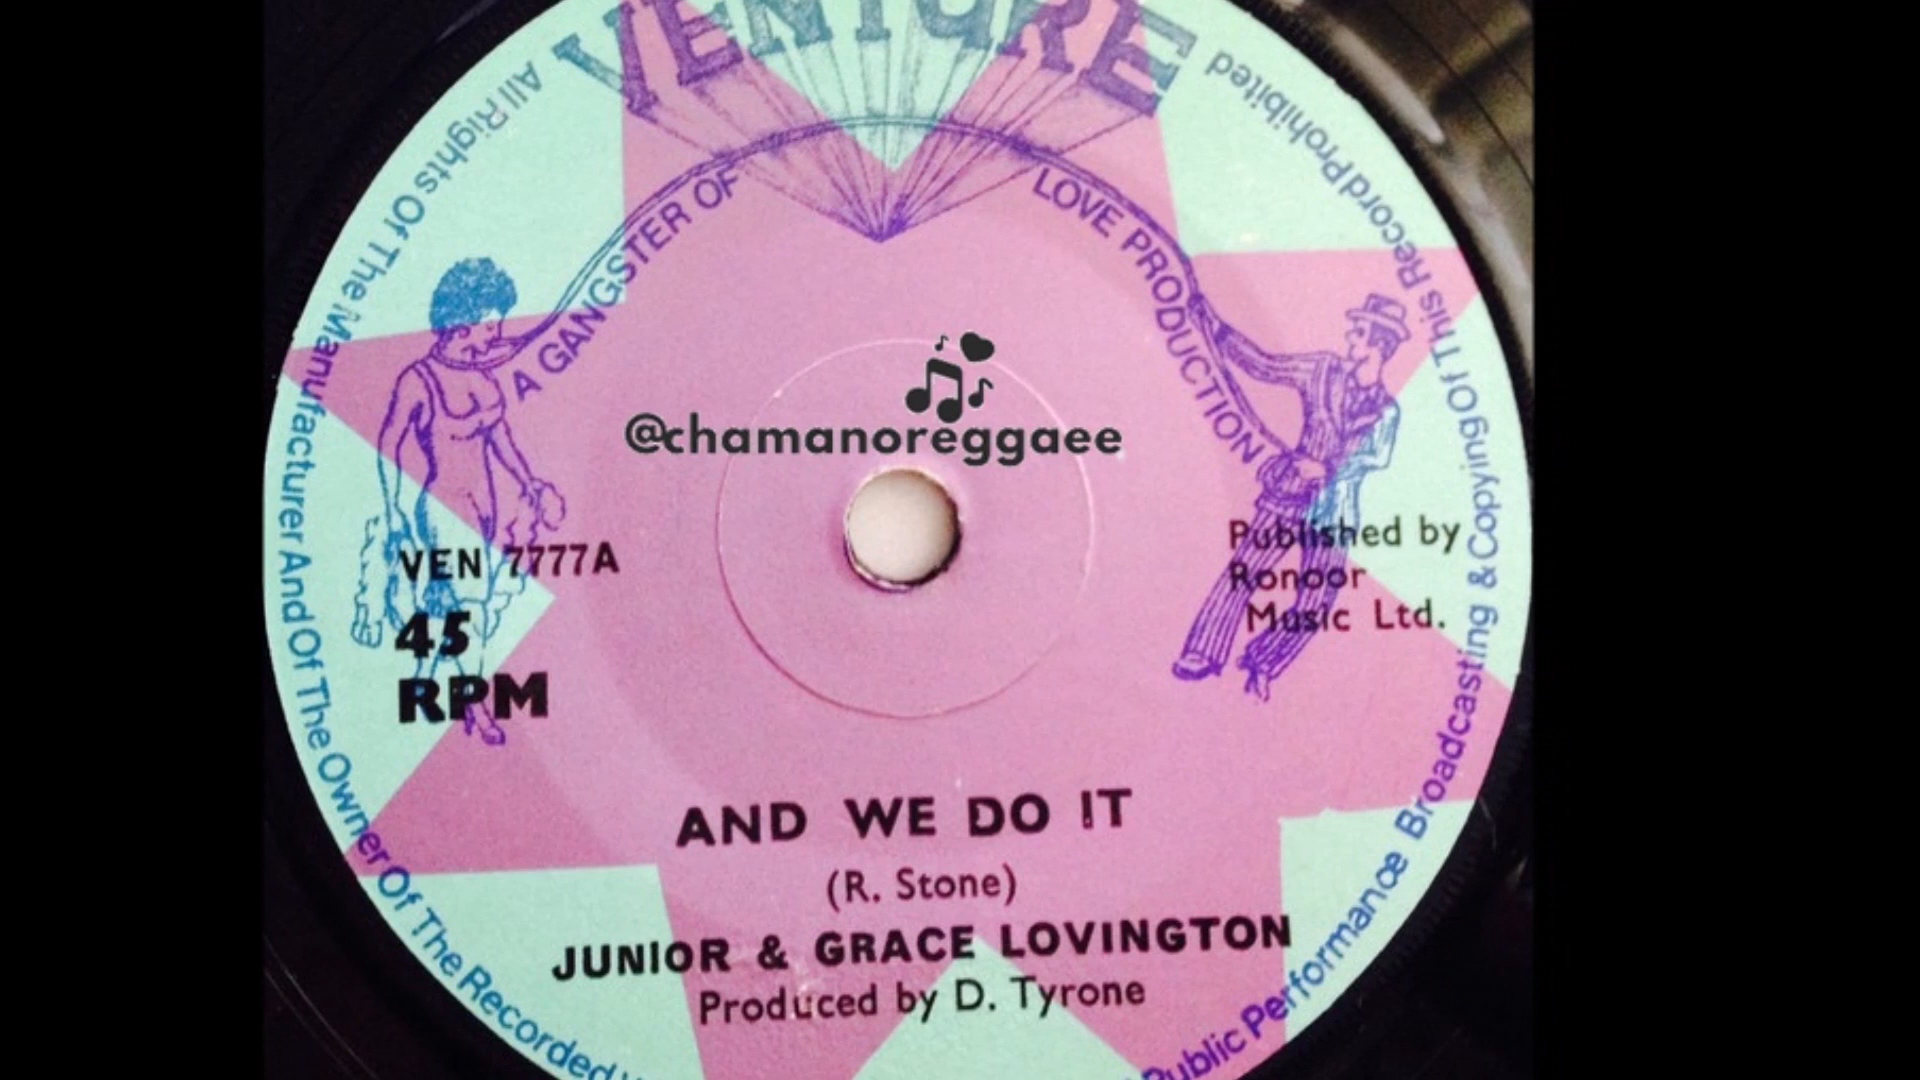 VENTURE
A GANGSTER OF LOVE PRODUCTION
@chamanoreggaee
VEN 7777A
45
RPM
Published by
Ronoor
Music Ltd.
AND WE DO IT
(R. Stone)
JUNIOR & GRACE LOVINGTON
Produced by D. Tyrone
All Rights Of The Manufacturer And Of The Owner Of The Recorded
Public Performance Broadcasting & Copying Of This Record Prohibited